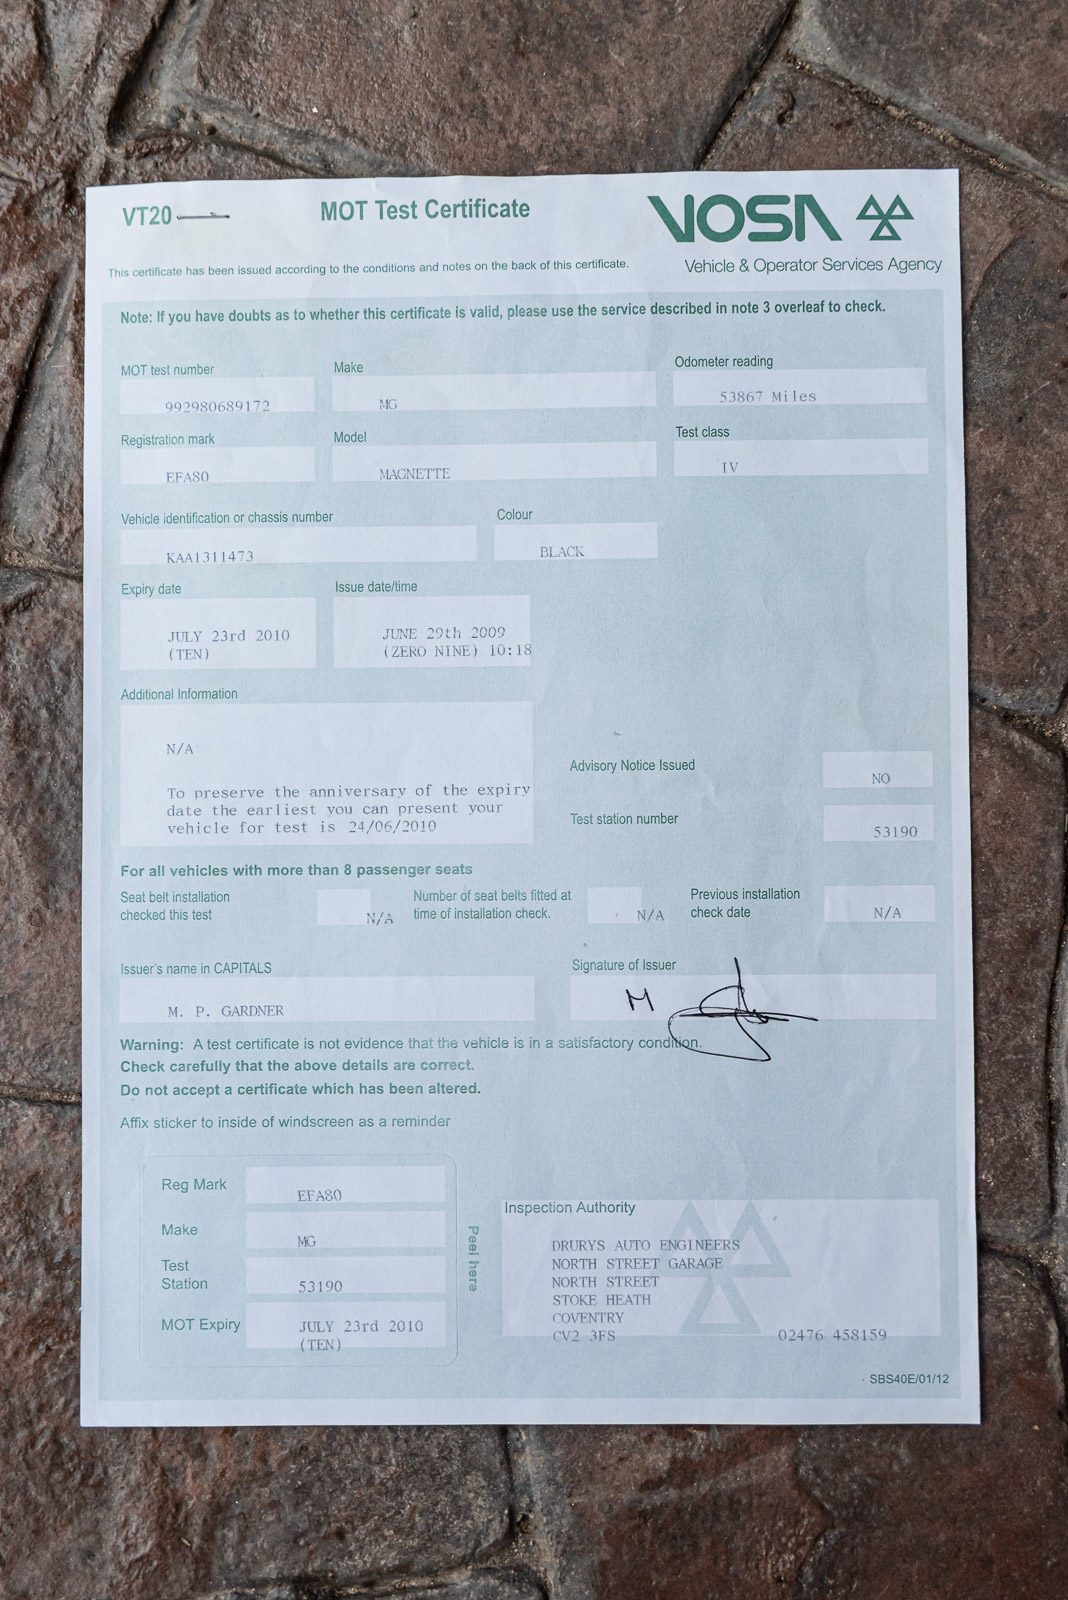 VT20
MOT Test Certificate
VOSA
Vehicle & Operator Services Agency
This certificate has been issued according to the conditions and notes on the back of this certificate.
Note: If you have doubts as to whether this certificate is valid, please use the service described in note 3 overleaf to check.
MOT test number
992980689172
Make
MG
Odometer reading
53867 Miles
Registration mark
EFA80
Model
MAGNETTE
Test class
IV
Vehicle identification or chassis number
KAA1311473
Colour
BLACK
Expiry date
JULY 23rd 2010
(TEN)
Issue date/time
JUNE 29th 2009
(ZERO NINE) 10:18
Additional Information
N/A
To preserve the anniversary of the expiry
date the earliest you can present your
vehicle for test is 24/06/2010
Advisory Notice Issued
NO
Test station number
53190
For all vehicles with more than 8 passenger seats
Seat belt installation
checked this test
N/A
Number of seat belts fitted at
time of installation check.
N/A
Previous installation
check date
N/A
Issuer's name in CAPITALS
M. P. GARDNER
Signature of Issuer
M
Warning: A test certificate is not evidence that the vehicle is in a satisfactory condition.
Check carefully that the above details are correct.
Do not accept a certificate which has been altered.
Affix sticker to inside of windscreen as a reminder
Reg Mark
EFA80
Make
MG
Test
Station
53190
MOT Expiry
JULY 23rd 2010
(TEN)
Peel here
Inspection Authority
DRURYS AUTO ENGINEERS
NORTH STREET GARAGE
NORTH STREET
STOKE HEATH
COVENTRY
CV2 3FS
02476 458159
SBS40E/01/12